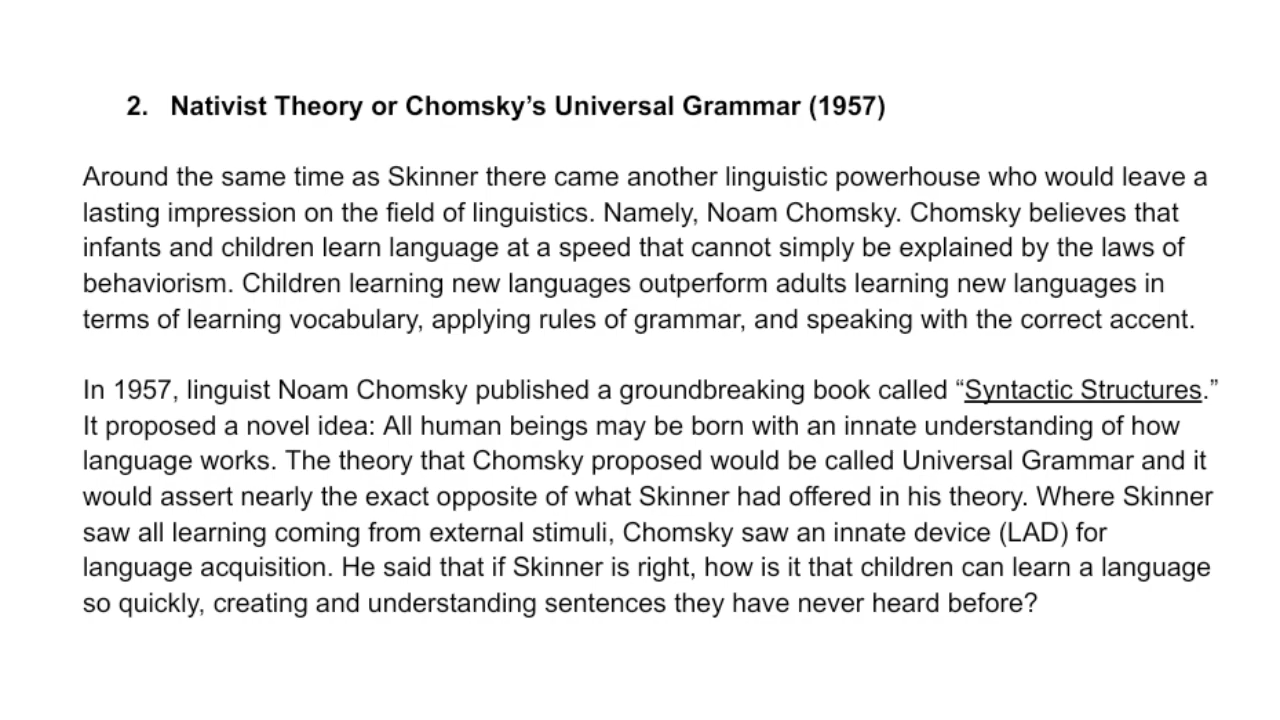 2. Nativist Theory or Chomsky’s Universal Grammar (1957)
Around the same time as Skinner there came another linguistic powerhouse who would leave a
lasting impression on the field of linguistics. Namely, Noam Chomsky. Chomsky believes that
infants and children learn language at a speed that cannot simply be explained by the laws of
behaviorism. Children learning new languages outperform adults learning new languages in
terms of learning vocabulary, applying rules of grammar, and speaking with the correct accent.
In 1957, linguist Noam Chomsky published a groundbreaking book called “Syntactic Structures.”
It proposed a novel idea: All human beings may be born with an innate understanding of how
language works. The theory that Chomsky proposed would be called Universal Grammar and it
would assert nearly the exact opposite of what Skinner had offered in his theory. Where Skinner
saw all learning coming from external stimuli, Chomsky saw an innate device (LAD) for
language acquisition. He said that if Skinner is right, how is it that children can learn a language
so quickly, creating and understanding sentences they have never heard before?